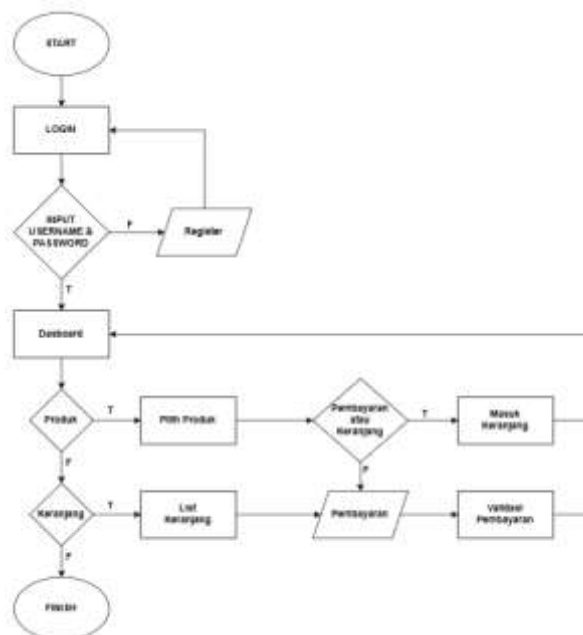 START
LOGIN
INPUT
USERNAME &
PASSWORD
F
Register
T
Dasboard
Produk
T
Pilih Produk
Pembayaran
atau
Keranjang
T
Masuk
Keranjang
F
F
Keranjang
T
List
Keranjang
Pembayaran
Validasi
Pembayaran
F
FINISH